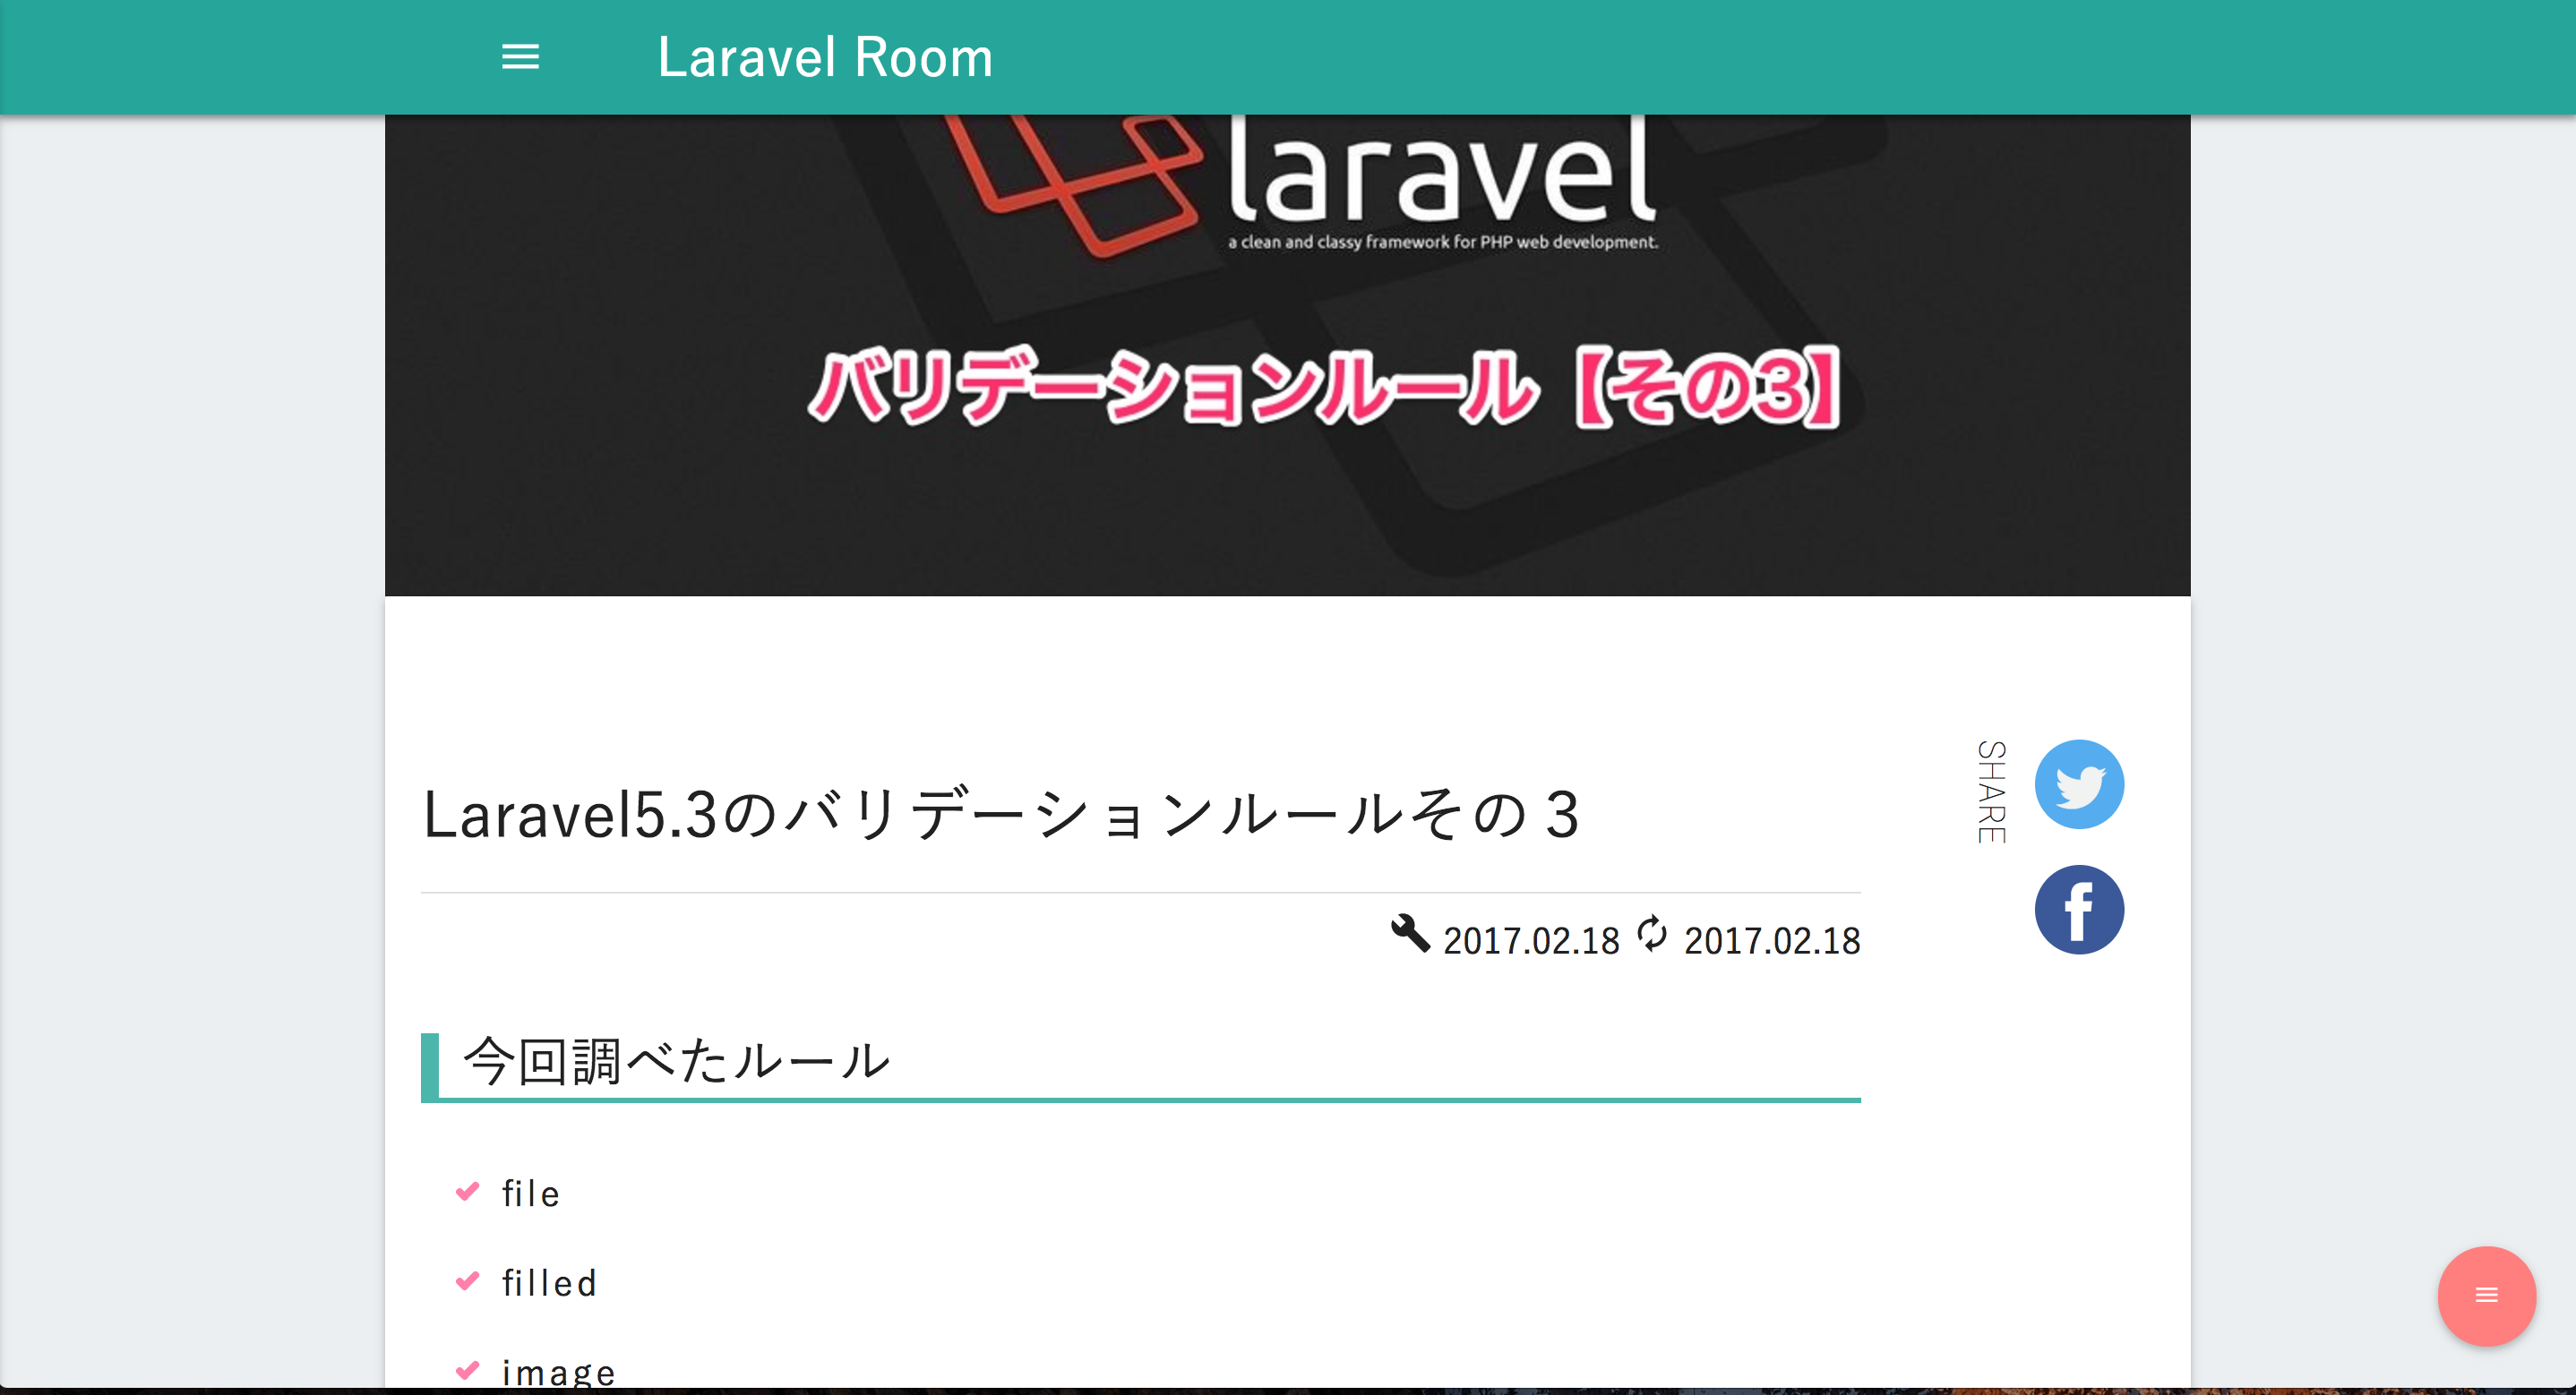 Laravel Room
laravel
a clean and classy framework for PHP web development.
バリデーションルール【その3】
Laravel5.3のバリデーションルールその３
SHARE
2017.02.18 2017.02.18
今回調べたルール
file
filled
image